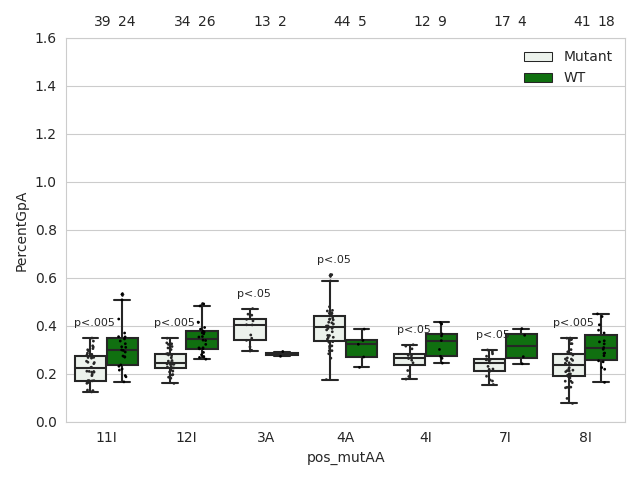 39 24 34 26 13 2 44 5 12 9 17 4 41 18
1.6
1.4
1.2
1.0
0.8
0.6
0.4
0.2
0.0
PercentGpA
Mutant
WT
p<.005
p<.005
p<.05
p<.05
p<.05
p<.05
p<.005
11I 12I 3A 4A 4I 7I 8I
pos_mutAA